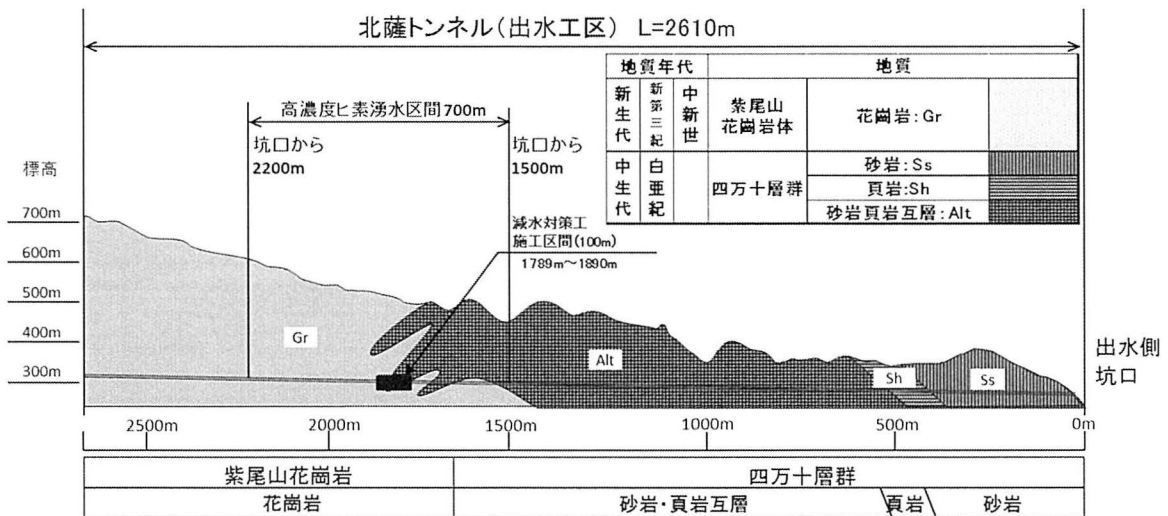 北薩トンネル(出水工区) L=2610m
地質年代 地質
新生代 新第三紀 中新世 紫尾山花崗岩体 花崗岩:Gr
中生代 白亜紀 四万十層群 砂岩:Ss
頁岩:Sh
砂岩頁岩互層:Alt
高濃度ヒ素湧水区間700m
坑口から
2200m
坑口から
1500m
標高
700m
600m
500m
400m
300m
減水対策工
施工区間(100m)
1789m~1890m
Gr
Alt
Sh
Ss
出水側
坑口
2500m 2000m 1500m 1000m 500m 0m
紫尾山花崗岩 四万十層群
花崗岩 砂岩・頁岩互層 頁岩 砂岩